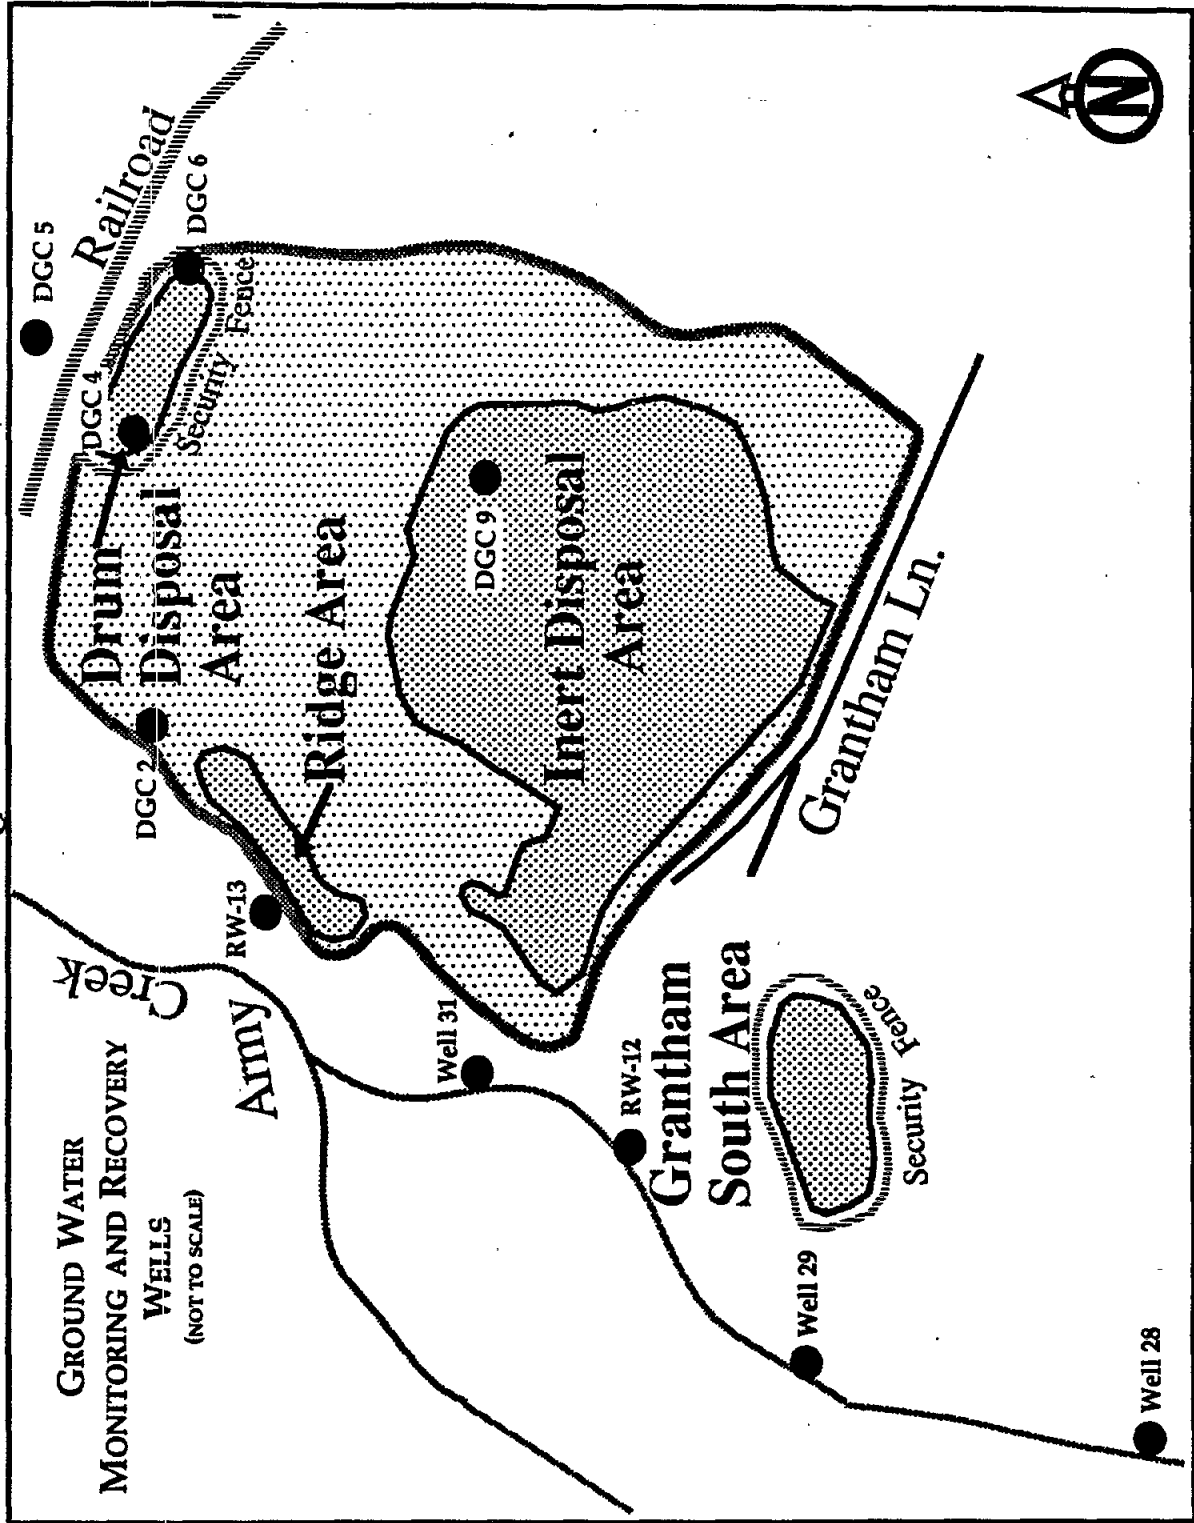 GROUND WATER
MONITORING AND RECOVERY
WELLS
(NOT TO SCALE)
Army
Creek
Railroad
DGC 5
DGC 6
DGC 4
Security Fence
Drum
Disposal
Area
DGC 2
Ridge Area
RW-13
DGC 9
Inert Disposal
Area
Well 31
RW-12
Grantham
South Area
Security Fence
Grantham Ln.
Well 29
Well 28
N